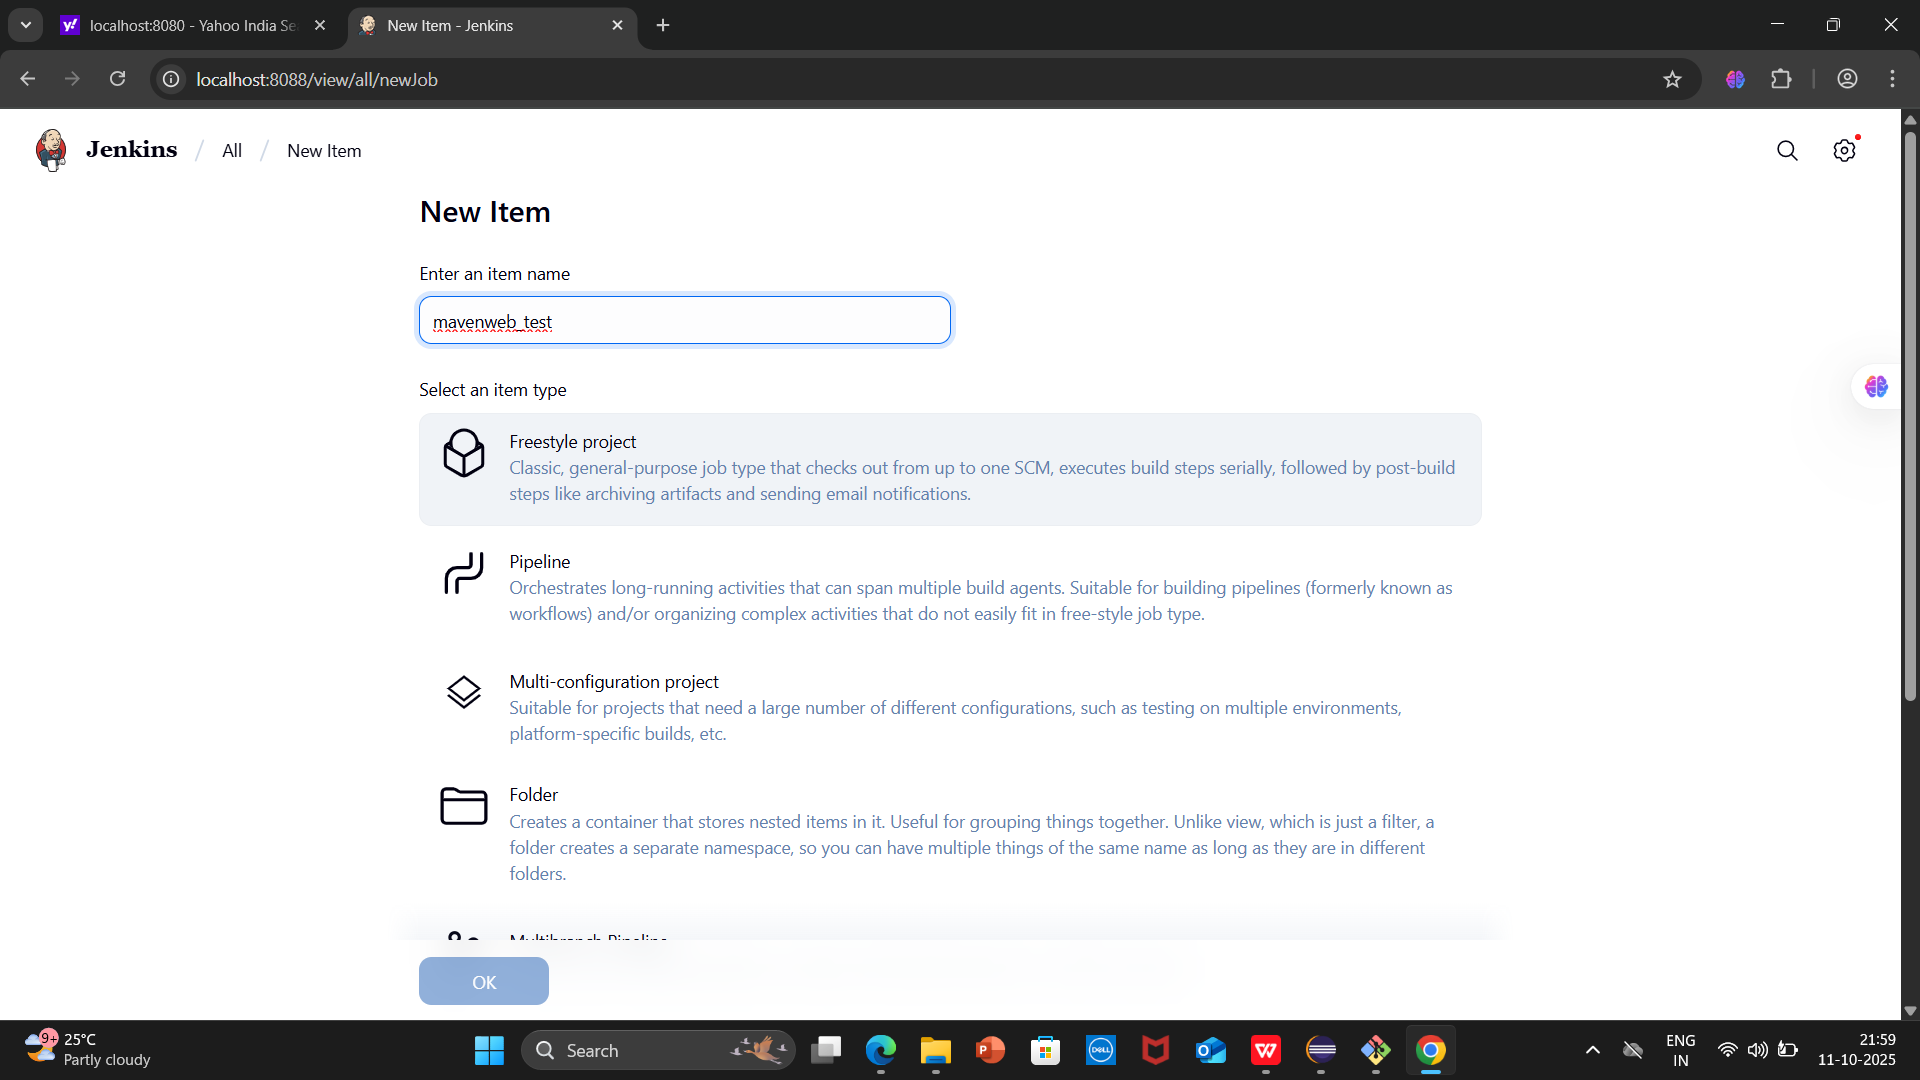 localhost:8080 - Yahoo India Se
New Item - Jenkins
localhost:8088/view/all/newJob
Jenkins / All / New Item
New Item
Enter an item name
mavenweb_test
Select an item type
Freestyle project
Classic, general-purpose job type that checks out from up to one SCM, executes build steps serially, followed by post-build
steps like archiving artifacts and sending email notifications.
Pipeline
Orchestrates long-running activities that can span multiple build agents. Suitable for building pipelines (formerly known as
workflows) and/or organizing complex activities that do not easily fit in free-style job type.
Multi-configuration project
Suitable for projects that need a large number of different configurations, such as testing on multiple environments,
platform-specific builds, etc.
Folder
Creates a container that stores nested items in it. Useful for grouping things together. Unlike view, which is just a filter, a
folder creates a separate namespace, so you can have multiple things of the same name as long as they are in different
folders.
Multibranch Pipeline
OK
9+
25°C
Partly cloudy
Search
DELL
ENG
IN
21:59
11-10-2025